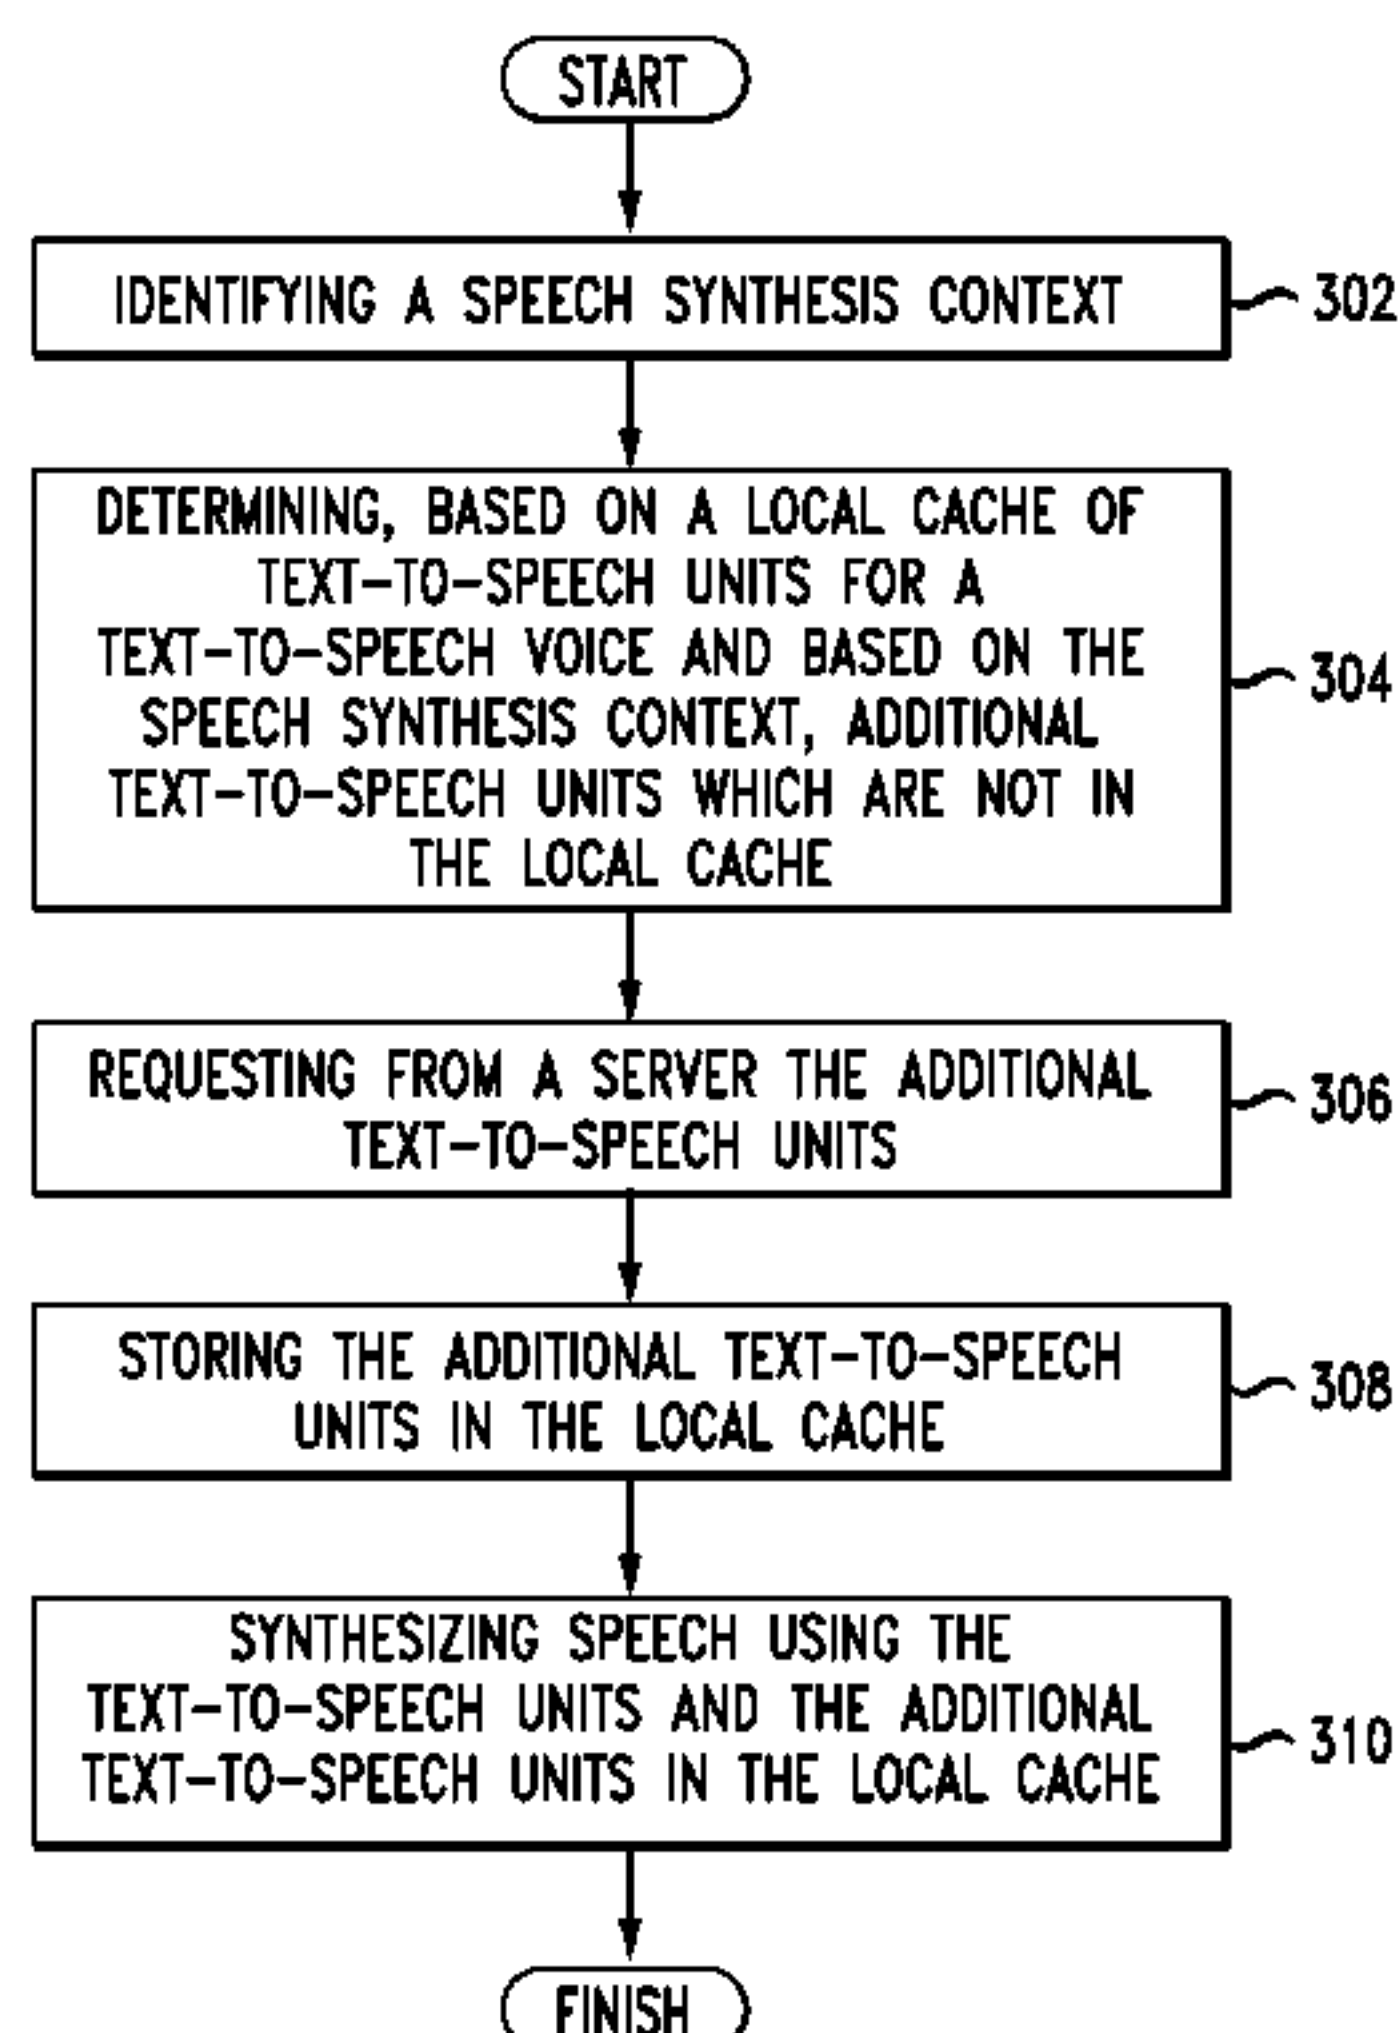 START
IDENTIFYING A SPEECH SYNTHESIS CONTEXT
302
DETERMINING, BASED ON A LOCAL CACHE OF
TEXT-TO-SPEECH UNITS FOR A
TEXT-TO-SPEECH VOICE AND BASED ON THE
SPEECH SYNTHESIS CONTEXT, ADDITIONAL
TEXT-TO-SPEECH UNITS WHICH ARE NOT IN
THE LOCAL CACHE
304
REQUESTING FROM A SERVER THE ADDITIONAL
TEXT-TO-SPEECH UNITS
306
STORING THE ADDITIONAL TEXT-TO-SPEECH
UNITS IN THE LOCAL CACHE
308
SYNTHESIZING SPEECH USING THE
TEXT-TO-SPEECH UNITS AND THE ADDITIONAL
TEXT-TO-SPEECH UNITS IN THE LOCAL CACHE
310
FINISH